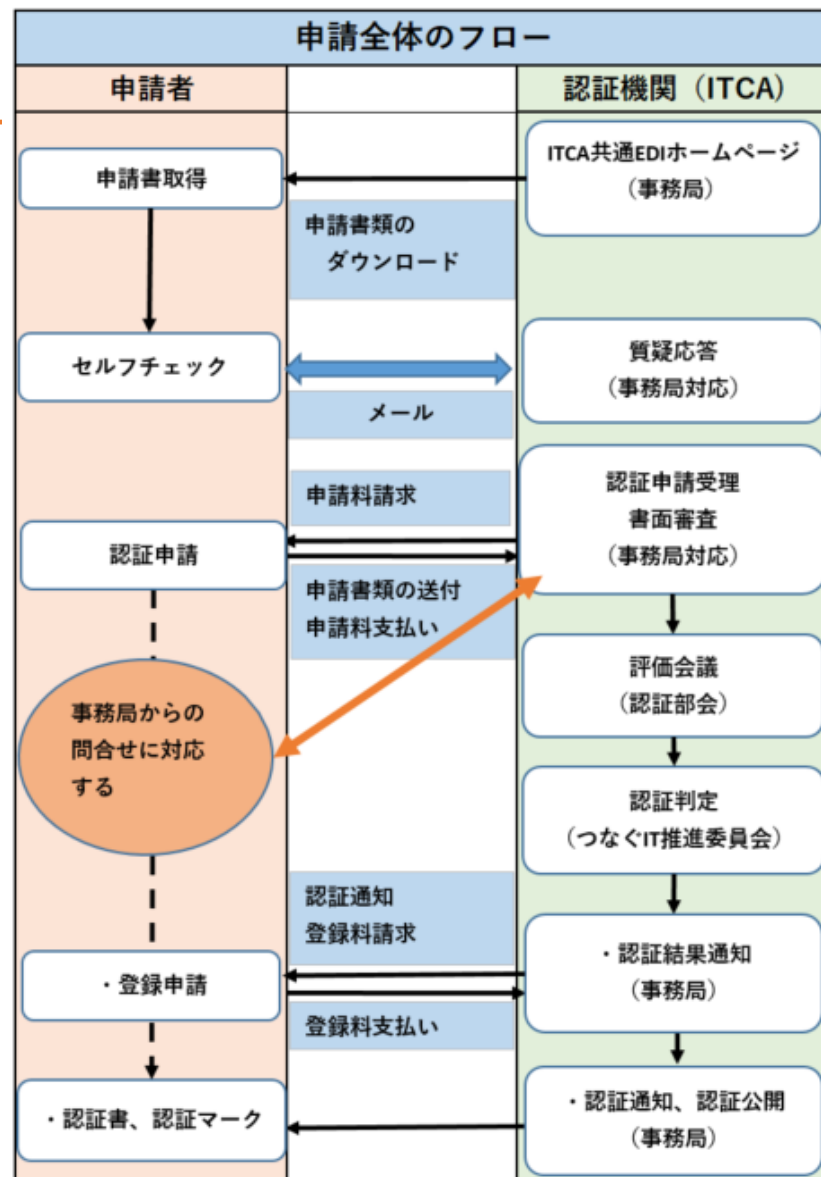 申請全体のフロー
申請者
認証機関（ITCA）
ITCA共通EDIホームページ
（事務局）
申請書取得
申請書類の
ダウンロード
セルフチェック
質疑応答
（事務局対応）
メール
申請料請求
認証申請受理
書面審査
（事務局対応）
認証申請
申請書類の送付
申請料支払い
評価会議
（認証部会）
事務局からの
問合せに対応
する
認証判定
（つなぐIT推進委員会）
認証通知
登録料請求
・認証結果通知
（事務局）
・登録申請
登録料支払い
・認証通知、認証公開
（事務局）
・認証書、認証マーク